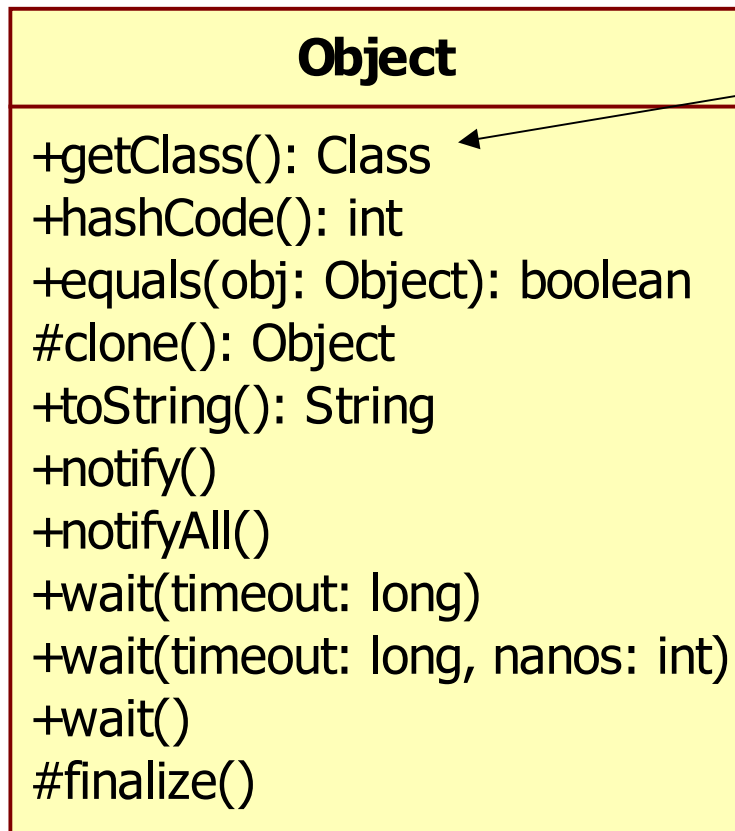 Object
+getClass(): Class
+hashCode(): int
+equals(obj: Object): boolean
#clone(): Object
+toString(): String
+notify()
+notifyAll()
+wait(timeout: long)
+wait(timeout: long, nanos: int)
+wait()
#finalize()